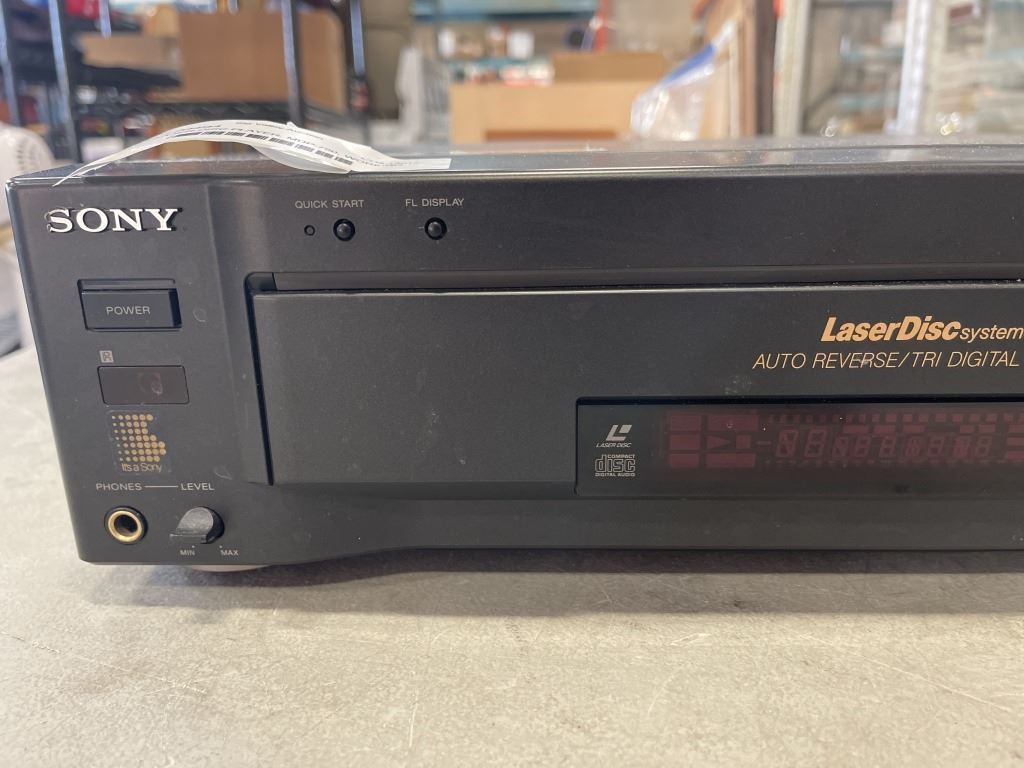 SONY
QUICK START
FL DISPLAY
POWER
IR
It's a Sony
PHONES
LEVEL
MIN
MAX
LaserDisc system
AUTO REVERSE/TRI DIGITAL
LASER DISC
COMPACT
disc
DIGITAL AUDIO